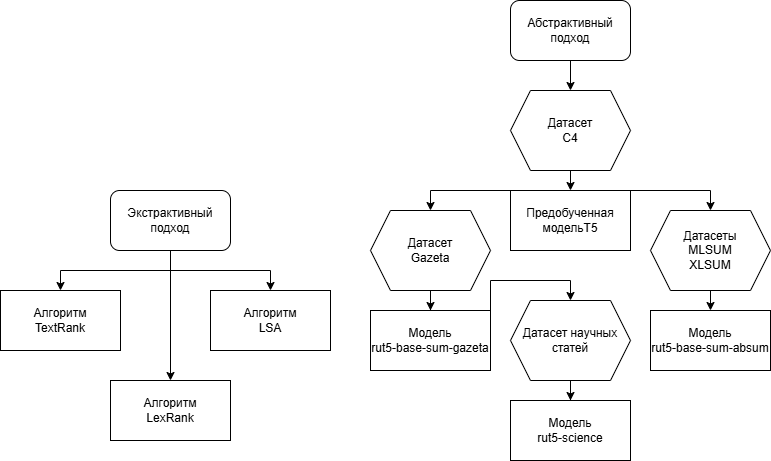 Абстрактивный
подход
Датасет
C4
Предобученная
модельT5
Датасет
Gazeta
Датасеты
MLSUM
XLSUM
Экстрактивный
подход
Алгоритм
TextRank
Алгоритм
LSA
Алгоритм
LexRank
Модель
rut5-base-sum-gazeta
Датасет научных
статей
Модель
rut5-base-sum-absum
Модель
rut5-science